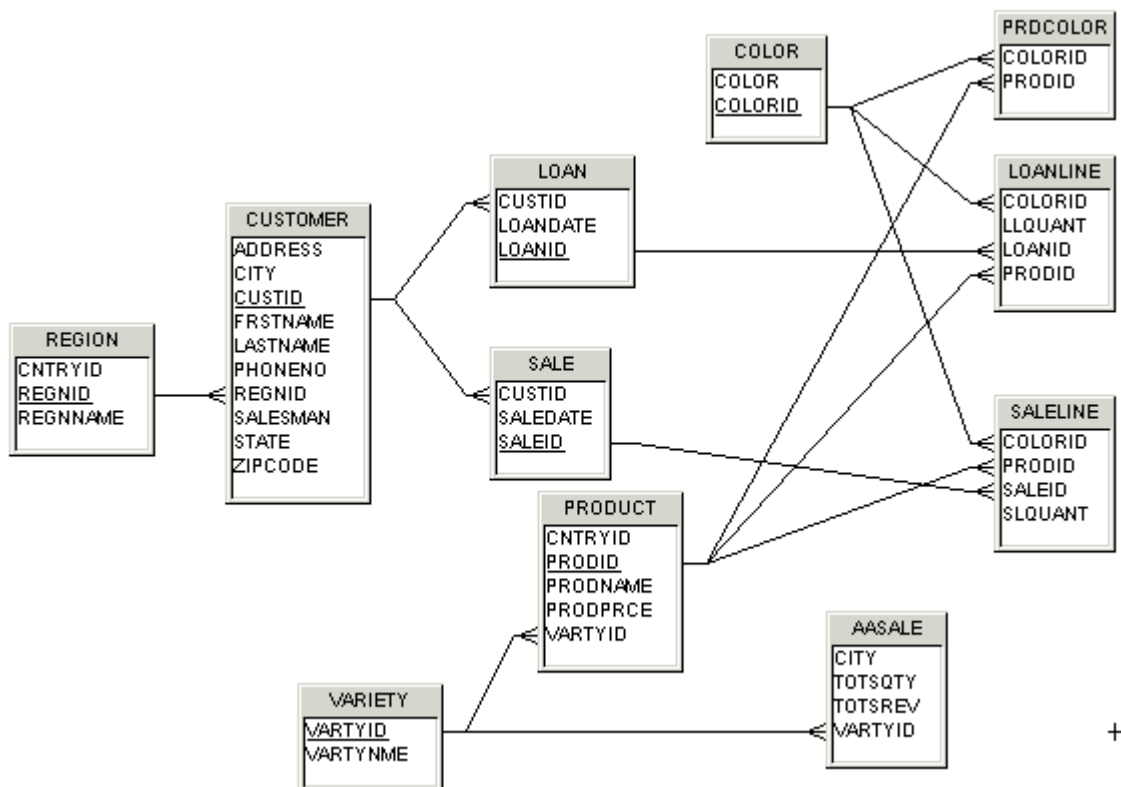 PRDCOLOR
COLORID
PRODID
COLOR
COLOR
COLORID
LOAN
CUSTID
LOANDATE
LOANID
LOANLINE
COLORID
LLQUANT
LOANID
PRODID
CUSTOMER
ADDRESS
CITY
CUSTID
FRSTNAME
LASTNAME
PHONENO
REGNID
SALESMAN
STATE
ZIPCODE
REGION
CNTRYID
REGNID
REGNNAME
SALE
CUSTID
SALEDATE
SALEID
SALELINE
COLORID
PRODID
SALEID
SLQUANT
PRODUCT
CNTRYID
PRODID
PRODNAME
PRODPRCE
VARTYID
AASALE
CITY
TOTSQTY
TOTSREV
VARTYID
VARIETY
VARTYID
VARTYNME